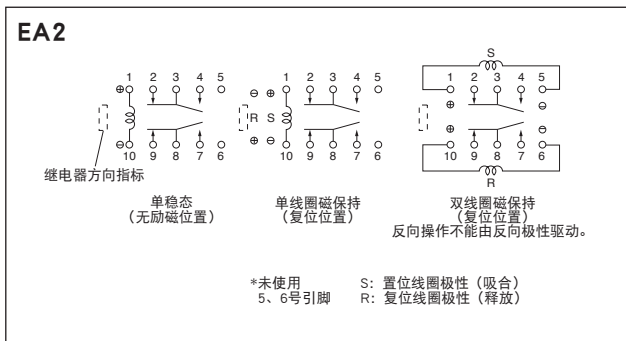 EA2
1 2 3 4 5
⊕
⊖
10 9 8 7 6
继电器方向指标
单稳态
(无励磁位置)
1 2 3 4 5
⊖ ⊕
R S
⊕ ⊖
10 9 8 7 6
单线圈磁保持
(复位位置)
S
1 2 3 4 5
⊕ ⊖
⊕ ⊖
10 9 8 7 6
R
双线圈磁保持
(复位位置)
反向操作不能由反向极性驱动。
*未使用
5、6号引脚
S: 置位线圈极性(吸合)
R: 复位线圈极性(释放)